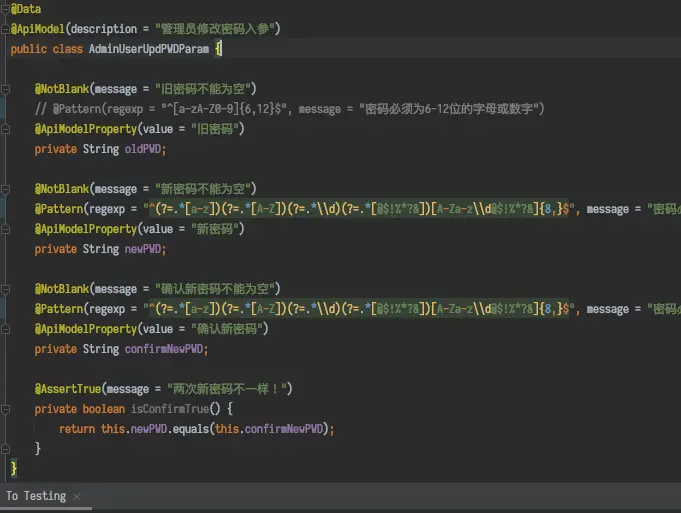 @Data
@ApiModel(description = "管理员修改密码入参")
public class AdminUserUpdPWDParam {
@NotBlank(message = "旧密码不能为空")
// @Pattern(regexp = "^[a-zA-Z0-9]{6,12}$", message = "密码必须为6-12位的字母或数字")
@ApiModelProperty(value = "旧密码")
private String oldPWD;
@NotBlank(message = "新密码不能为空")
@Pattern(regexp = "^(?=.*[a-z])(?=.*[A-Z])(?=.*\\d)(?=.*[@$!%*?&])[A-Za-z\\d@$!%*?&]{8,}$", message = "密码必
@ApiModelProperty(value = "新密码")
private String newPWD;
@NotBlank(message = "确认新密码不能为空")
@Pattern(regexp = "^(?=.*[a-z])(?=.*[A-Z])(?=.*\\d)(?=.*[@$!%*?&])[A-Za-z\\d@$!%*?&]{8,}$", message = "密码必
@ApiModelProperty(value = "确认新密码")
private String confirmNewPWD;
@AssertTrue(message = "两次新密码不一样！")
private boolean isConfirmTrue() {
return this.newPWD.equals(this.confirmNewPWD);
}
}
To Testing ×